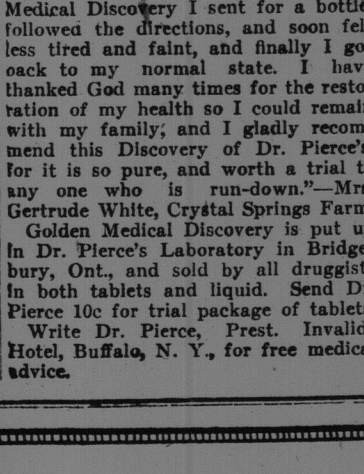 Medical Discovery I sent for a bottle
followed the directions, and soon fel
less tired and faint, and finally I go
oack to my normal state. I hav
thanked God many times for the resto
ration of my health so I could remai
with my family; and I gladly recom
mend this Discovery of Dr. Pierce's
for it is so pure, and worth a trial t
any one who is run-down."—Mrs
Gertrude White, Crystal Springs Farm
Golden Medical Discovery is put u
in Dr. Pierce's Laboratory in Bridge
bury, Ont., and sold by all druggist
in both tablets and liquid. Send D
Pierce 10c for trial package of tablet
Write Dr. Pierce, Prest. Invalid
Hotel, Buffalo, N. Y., for free medica
advice.